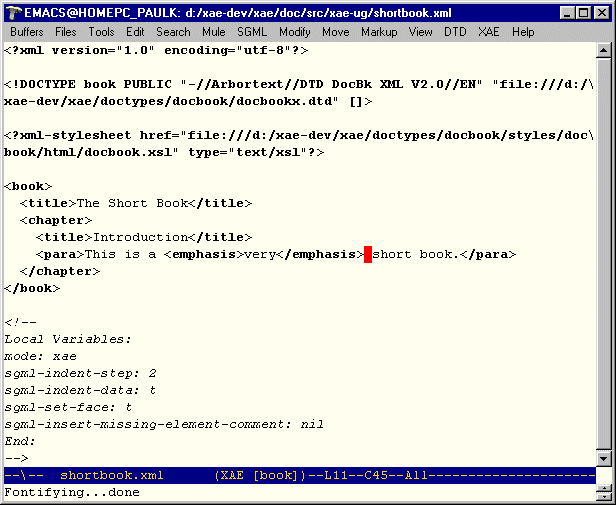 EMACS@HOMEPC_PAULK: d:/xae-dev/xae/doc/src/xae-ug/shortbook.xml
Buffers Files Tools Edit Search Mule SGML Modify Move Markup View DTD XAE Help
<?xml version="1.0" encoding="utf-8"?>
<!DOCTYPE book PUBLIC "-//Arbortext//DTD DocBk XML V2.0//EN" "file:///d:/\
xae-dev/xae/doctypes/docbook/docbookx.dtd" []>
<?xml-stylesheet href="file:///d:/xae-dev/xae/doctypes/docbook/styles/doc\
book/html/docbook.xsl" type="text/xsl"?>
<book>
  <title>The Short Book</title>
  <chapter>
    <title>Introduction</title>
    <para>This is a <emphasis>very</emphasis> short book.</para>
  </chapter>
</book>
<!--
Local Variables:
mode: xae
sgml-indent-step: 2
sgml-indent-data: t
sgml-set-face: t
sgml-insert-missing-element-comment: nil
End:
-->
--\--  shortbook.xml      (XAE [book])--L11--C45--All---------------------
Fontifying...done